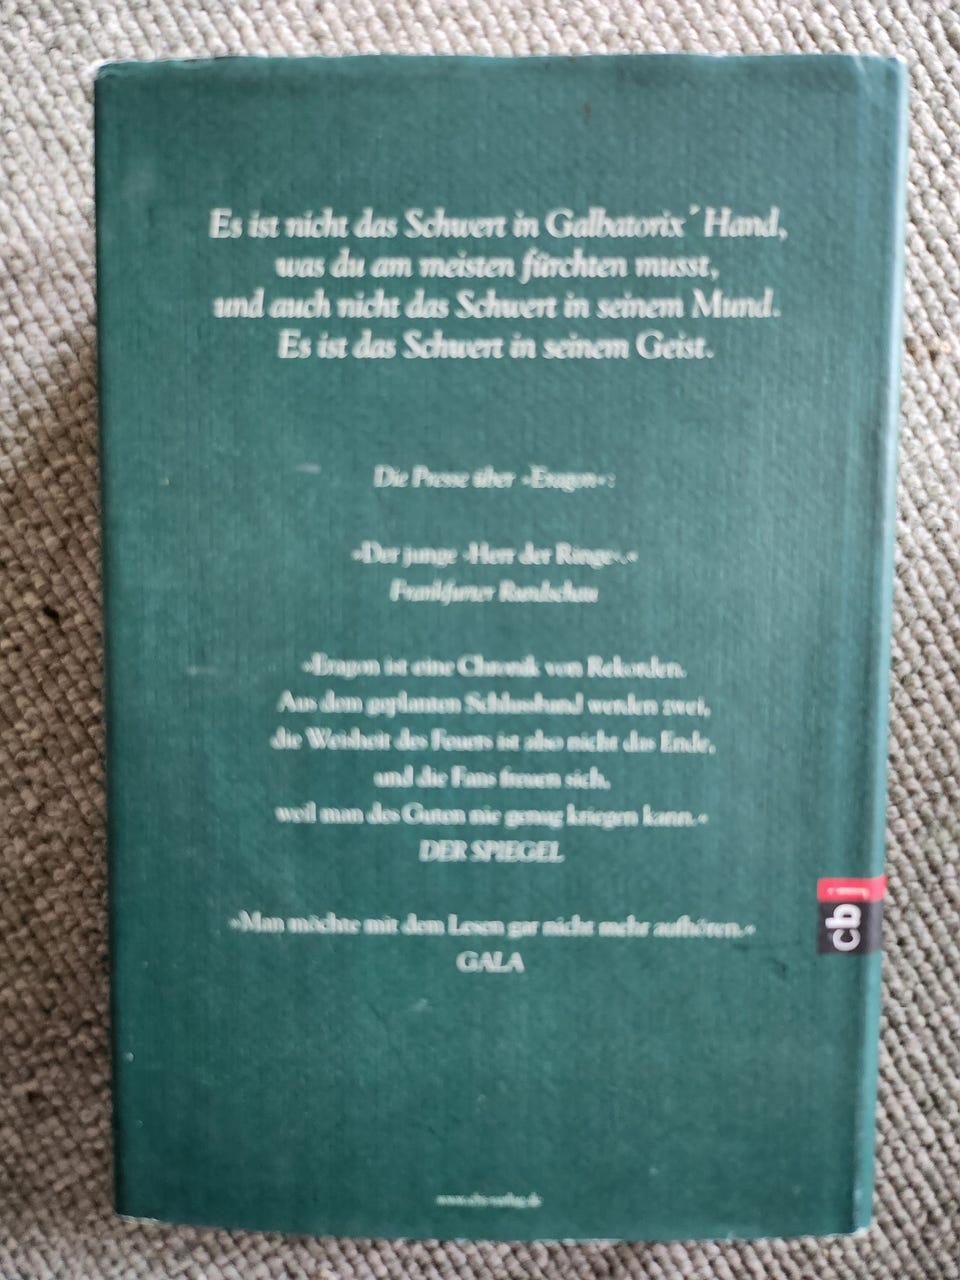 Es ist nicht das Schwert in Galbatorix´ Hand,
was du am meisten fürchten musst,
und auch nicht das Schwert in seinem Mund.
Es ist das Schwert in seinem Geist.
Die Presse über »Eragon«:
»Der junge ›Herr der Ringe‹.«
Frankfurter Rundschau
»Eragon ist eine Chronik von Rekorden.
Aus dem geplanten Schlussband werden zwei,
die Weisheit des Feuers ist also nicht das Ende,
und die Fans freuen sich,
weil man des Guten nie genug kriegen kann.«
DER SPIEGEL
»Man möchte mit dem Lesen gar nicht mehr aufhören.«
GALA
cbj
www.cbj-verlag.de